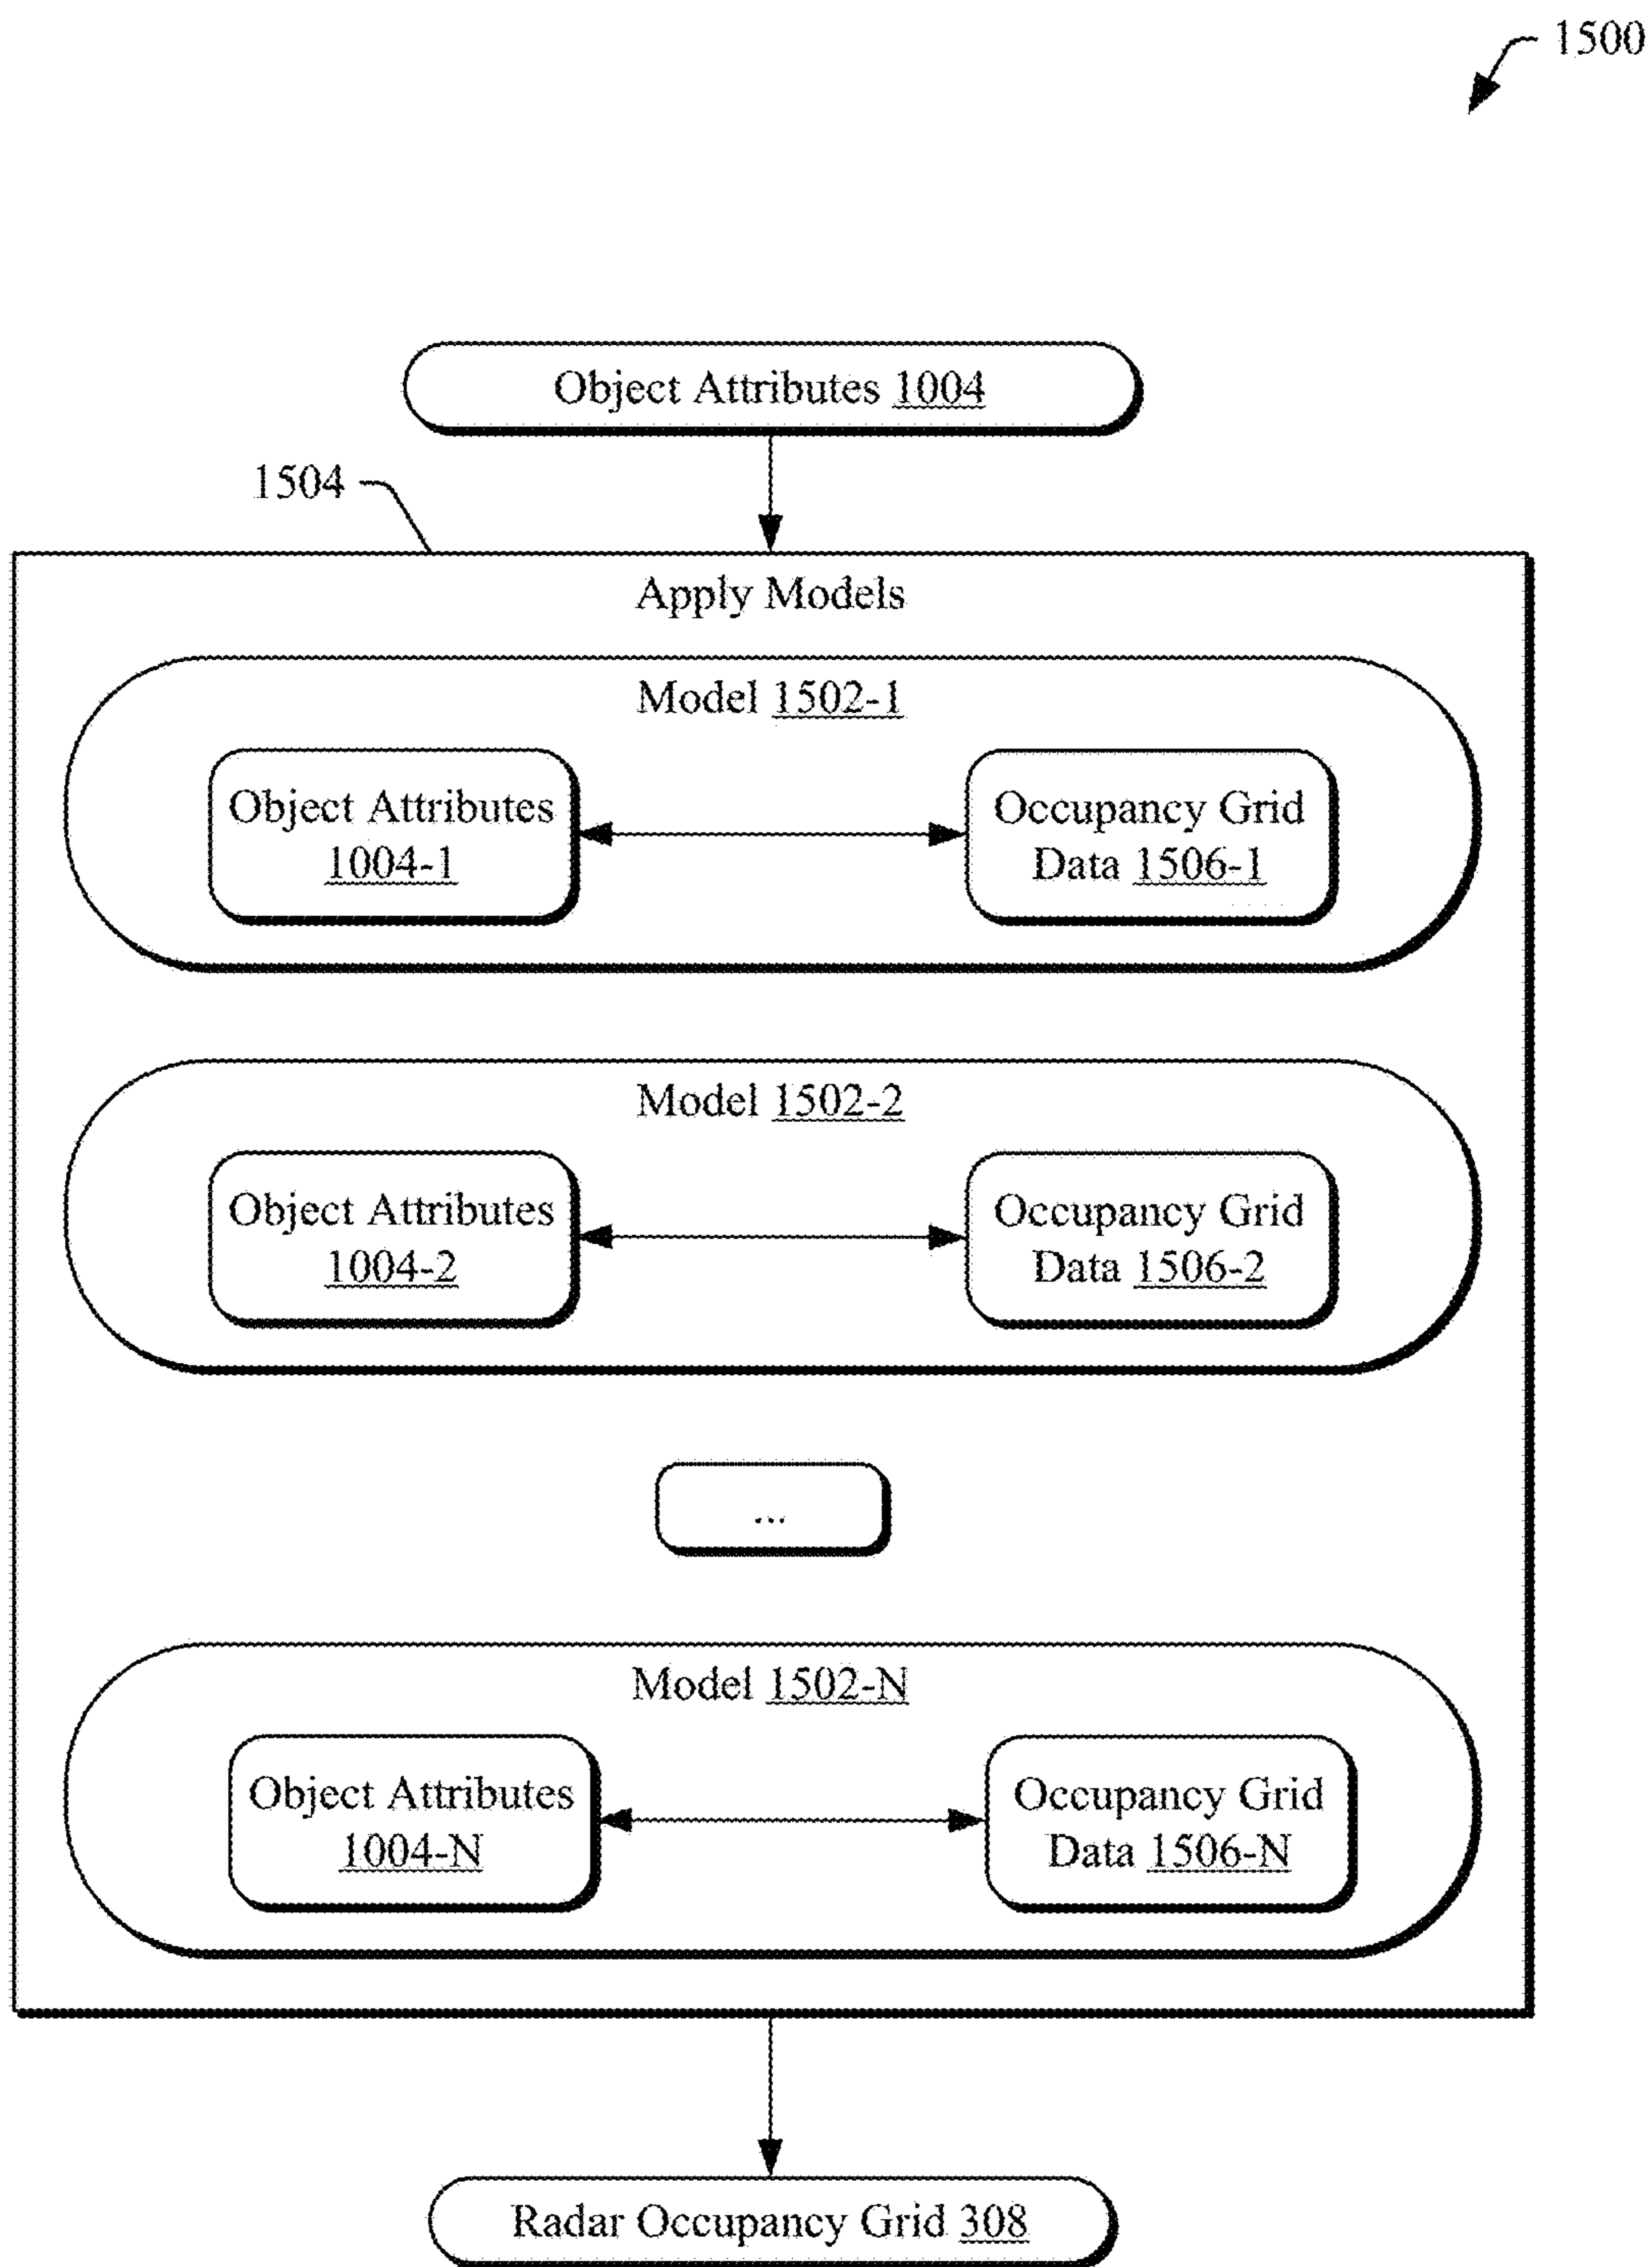 1500
Object Attributes 1004
1504
Apply Models
Model 1502-1
Object Attributes
1004-1
Occupancy Grid
Data 1506-1
Model 1502-2
Object Attributes
1004-2
Occupancy Grid
Data 1506-2
...
Model 1502-N
Object Attributes
1004-N
Occupancy Grid
Data 1506-N
Radar Occupancy Grid 308